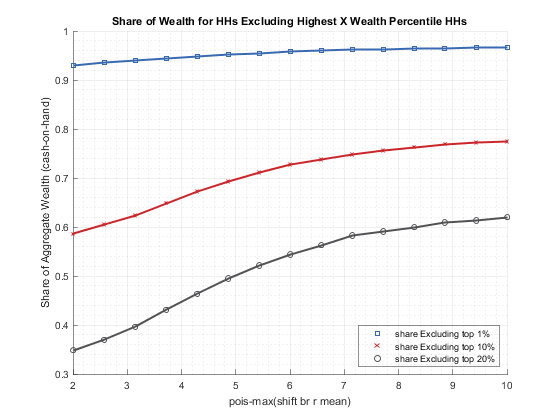 Share of Wealth for HHs Excluding Highest X Wealth Percentile HHs
Share of Aggregate Wealth (cash-on-hand)
1
0.9
0.8
0.7
0.6
0.5
0.4
0.3
2 3 4 5 6 7 8 9 10
pois-max(shift br r mean)
share Excluding top 1%
share Excluding top 10%
share Excluding top 20%